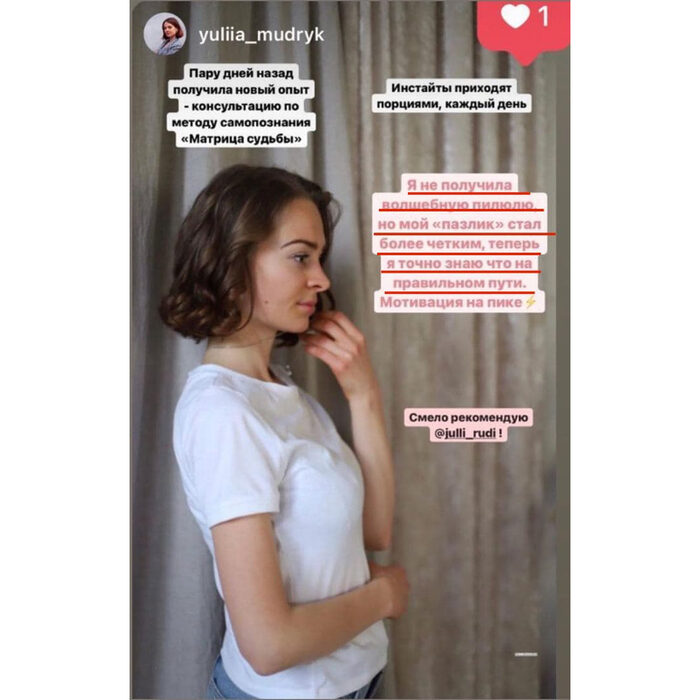 yuliia_mudryk
1
Пару дней назад
получила новый опыт
- консультацию по
методу самопознания
«Матрица судьбы»
Инстайты приходят
порциями, каждый день
Я не получила
волшебную пилюлю,
но мой «пазлик» стал
более четким, теперь
я точно знаю что на
правильном пути.
Мотивация на пике⚡
Смело рекомендую
@julli_rudi !